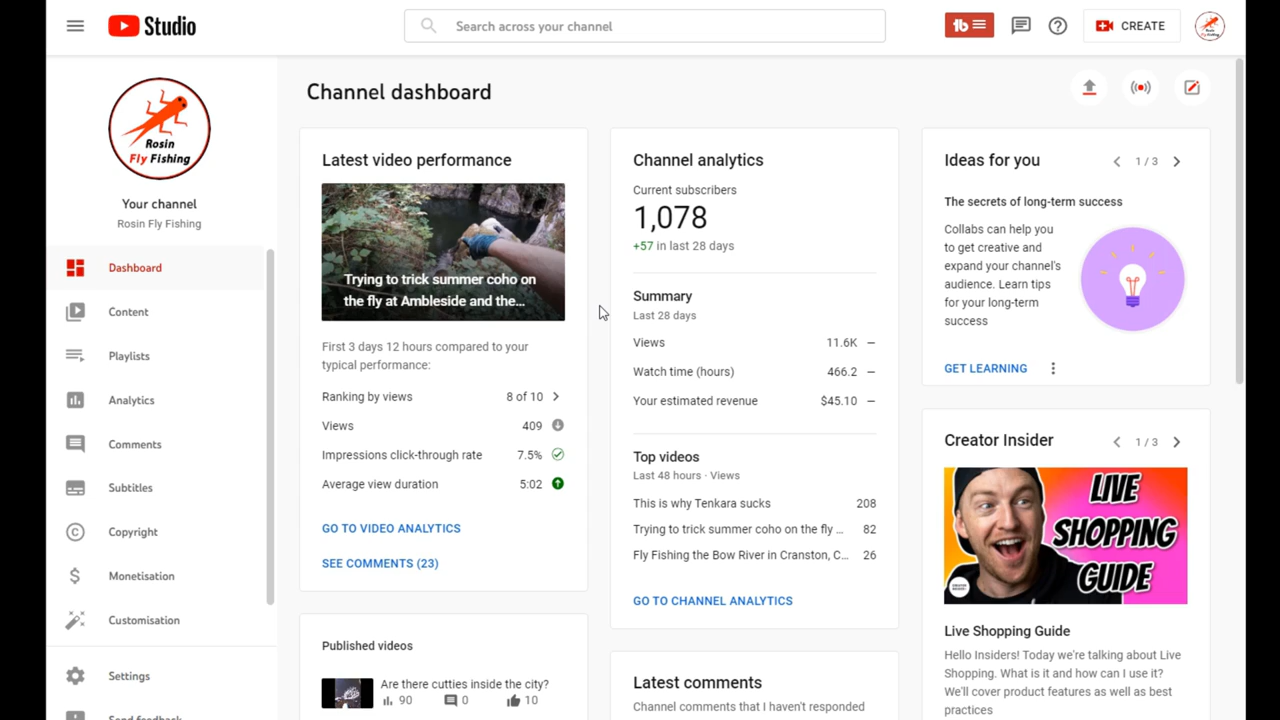 Studio
Search across your channel
CREATE
Rosin
Fly Fishing
Your channel
Rosin Fly Fishing
Dashboard
Content
Playlists
Analytics
Comments
Subtitles
Copyright
Monetisation
Customisation
Settings
Send feedback
Channel dashboard
Latest video performance
Trying to trick summer coho on
the fly at Ambleside and the...
First 3 days 12 hours compared to your
typical performance:
Ranking by views 8 of 10
Views 409
Impressions click-through rate 7.5%
Average view duration 5:02
GO TO VIDEO ANALYTICS
SEE COMMENTS (23)
Published videos
Are there cutties inside the city?
90 0 10
Channel analytics
Current subscribers
1,078
+57 in last 28 days
Summary
Last 28 days
Views 11.6K —
Watch time (hours) 466.2 —
Your estimated revenue $45.10 —
Top videos
Last 48 hours · Views
This is why Tenkara sucks 208
Trying to trick summer coho on the fly ... 82
Fly Fishing the Bow River in Cranston, C... 26
GO TO CHANNEL ANALYTICS
Latest comments
Channel comments that I haven't responded
Ideas for you
1 / 3
The secrets of long-term success
Collabs can help you
to get creative and
expand your channel's
audience. Learn tips
for your long-term
success
GET LEARNING
Creator Insider
1 / 3
LIVE
SHOPPING
GUIDE
Live Shopping Guide
Hello Insiders! Today we're talking about Live
Shopping. What is it and how can I use it?
We'll cover product features as well as best
practices